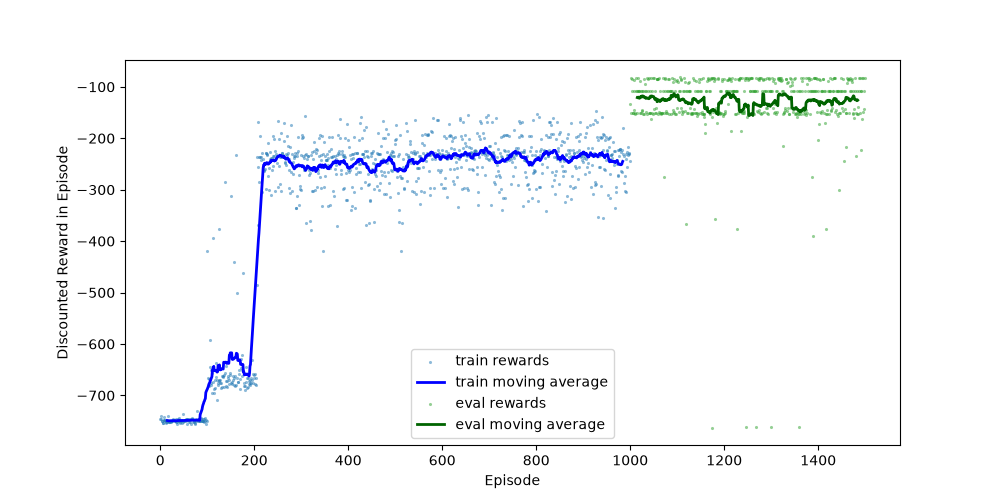 −100
−200
−300
−400
−500
−600
−700
Discounted Reward in Episode
train rewards
train moving average
eval rewards
eval moving average
0 200 400 600 800 1000 1200 1400
Episode